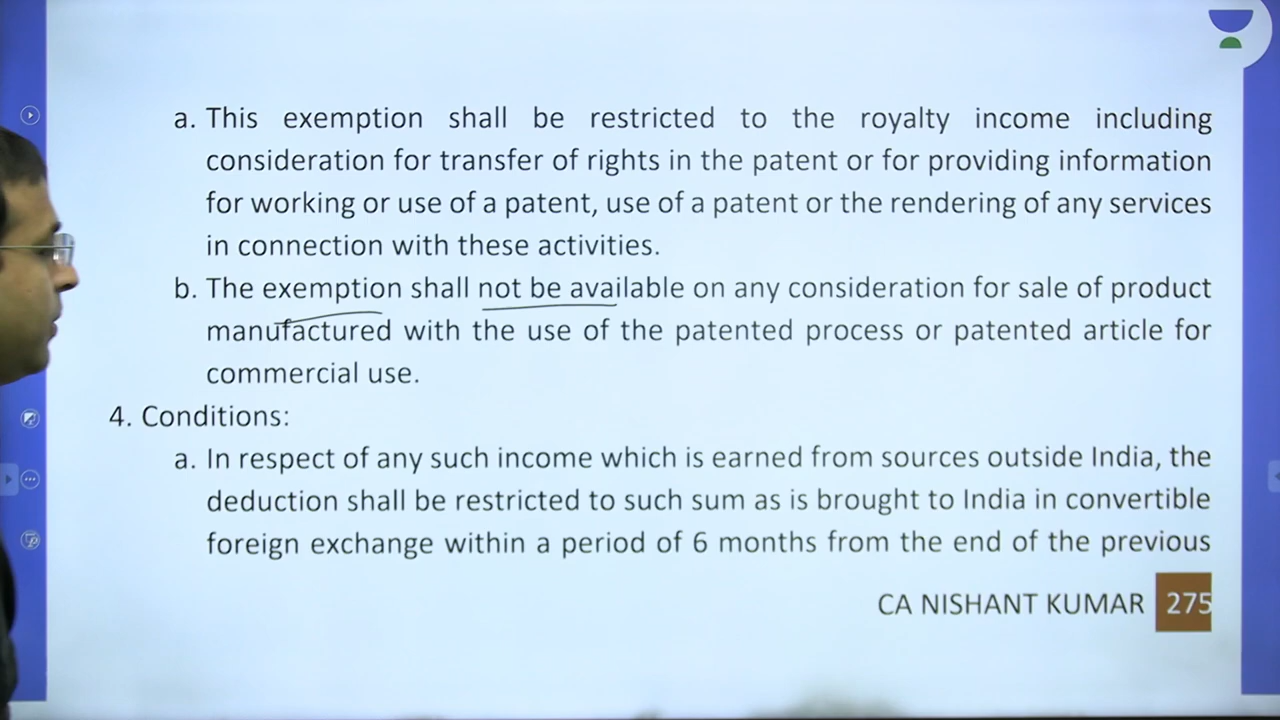 a. This exemption shall be restricted to the royalty income including
consideration for transfer of rights in the patent or for providing information
for working or use of a patent, use of a patent or the rendering of any services
in connection with these activities.
b. The exemption shall not be available on any consideration for sale of product
manufactured with the use of the patented process or patented article for
commercial use.
4. Conditions:
a. In respect of any such income which is earned from sources outside India, the
deduction shall be restricted to such sum as is brought to India in convertible
foreign exchange within a period of 6 months from the end of the previous
CA NISHANT KUMAR 275